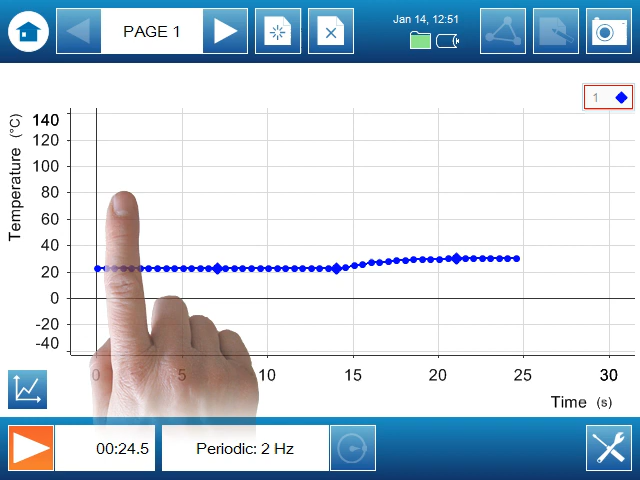 PAGE 1
Jan 14, 12:51
1
Temperature (°C)
140
120
100
80
60
40
20
0
-20
-40
0 5 10 15 20 25 30
Time (s)
00:24.5
Periodic: 2 Hz